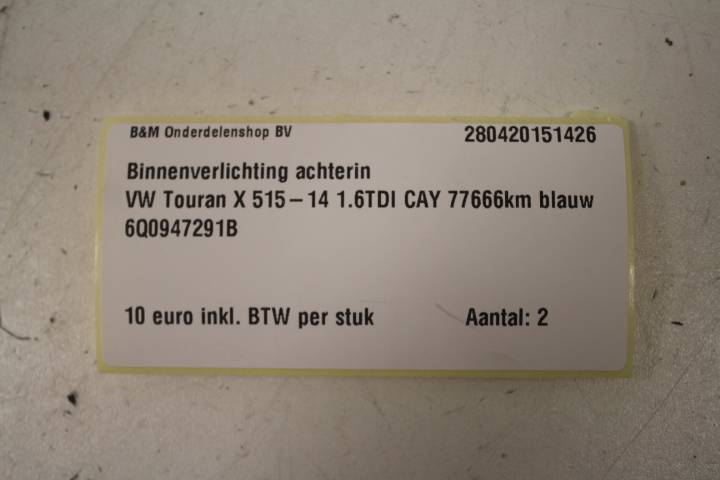 B&M Onderdelenshop BV 280420151426
Binnenverlichting achterin
VW Touran X 515-14 1.6TDI CAY 77666km blauw
6Q0947291B
10 euro inkl. BTW per stuk Aantal: 2